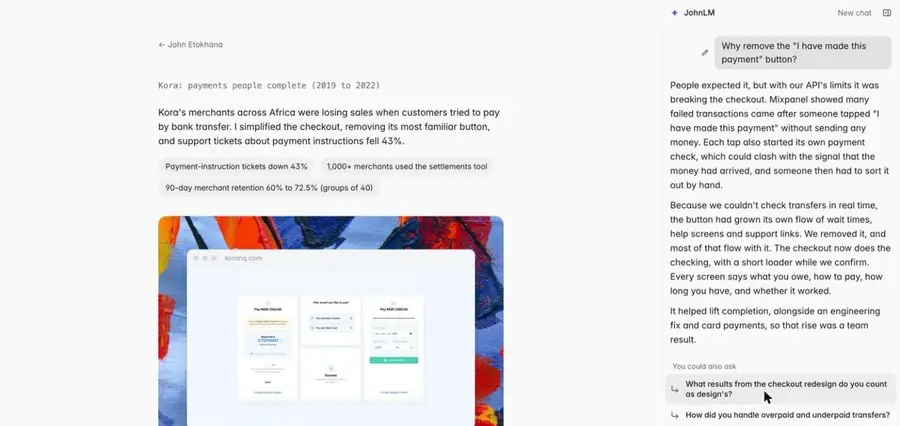 ← John Etokhana
Kora: payments people complete (2019 to 2022)
Kora's merchants across Africa were losing sales when customers tried to pay
by bank transfer. I simplified the checkout, removing its most familiar button,
and support tickets about payment instructions fell 43%.
Payment-instruction tickets down 43%
1,000+ merchants used the settlements tool
90-day merchant retention 60% to 72.5% (groups of 40)
korahq.com
JohnLM
New chat
Why remove the "I have made this
payment" button?
People expected it, but with our API's limits it was
breaking the checkout. Mixpanel showed many
failed transactions came after someone tapped "I
have made this payment" without sending any
money. Each tap also started its own payment
check, which could clash with the signal that the
money had arrived, and someone then had to sort it
out by hand.
Because we couldn't check transfers in real time,
the button had grown its own flow of wait times,
help screens and support links. We removed it, and
most of that flow with it. The checkout now does the
checking, with a short loader while we confirm.
Every screen says what you owe, how to pay, how
long you have, and whether it worked.
It helped lift completion, alongside an engineering
fix and card payments, so that rise was a team
result.
You could also ask
What results from the checkout redesign do you count
as design's?
How did you handle overpaid and underpaid transfers?